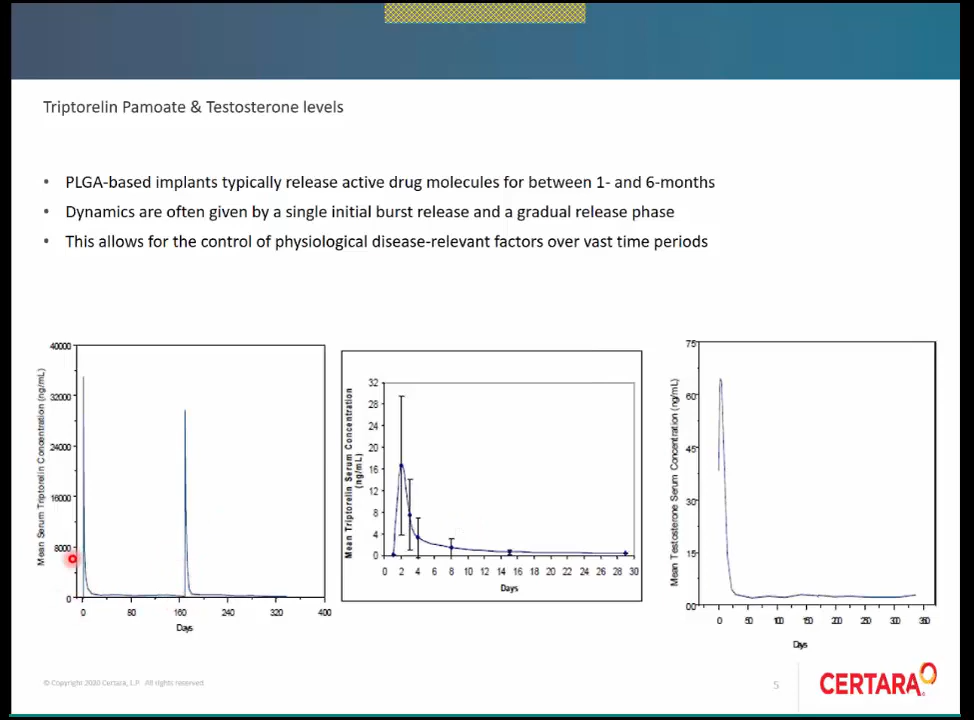 Triptorelin Pamoate & Testosterone levels
• PLGA-based implants typically release active drug molecules for between 1- and 6-months
• Dynamics are often given by a single initial burst release and a gradual release phase
• This allows for the control of physiological disease-relevant factors over vast time periods
Mean Serum Triptorelin Concentration (ng/mL)
40000
32000
24000
16000
8000
0
0 80 160 240 320 400
Days
Mean Triptorelin Serum Concentration
(ng/mL)
32
28
24
20
16
12
8
4
0
0 2 4 6 8 10 12 14 16 18 20 22 24 26 28 30
Days
Mean Testosterone Serum Concentration (ng/mL)
75
60
45
30
15
00
0 50 100 150 200 250 300 350
Days
© Copyright 2020 Certara, L.P. All rights reserved
5
CERTARA